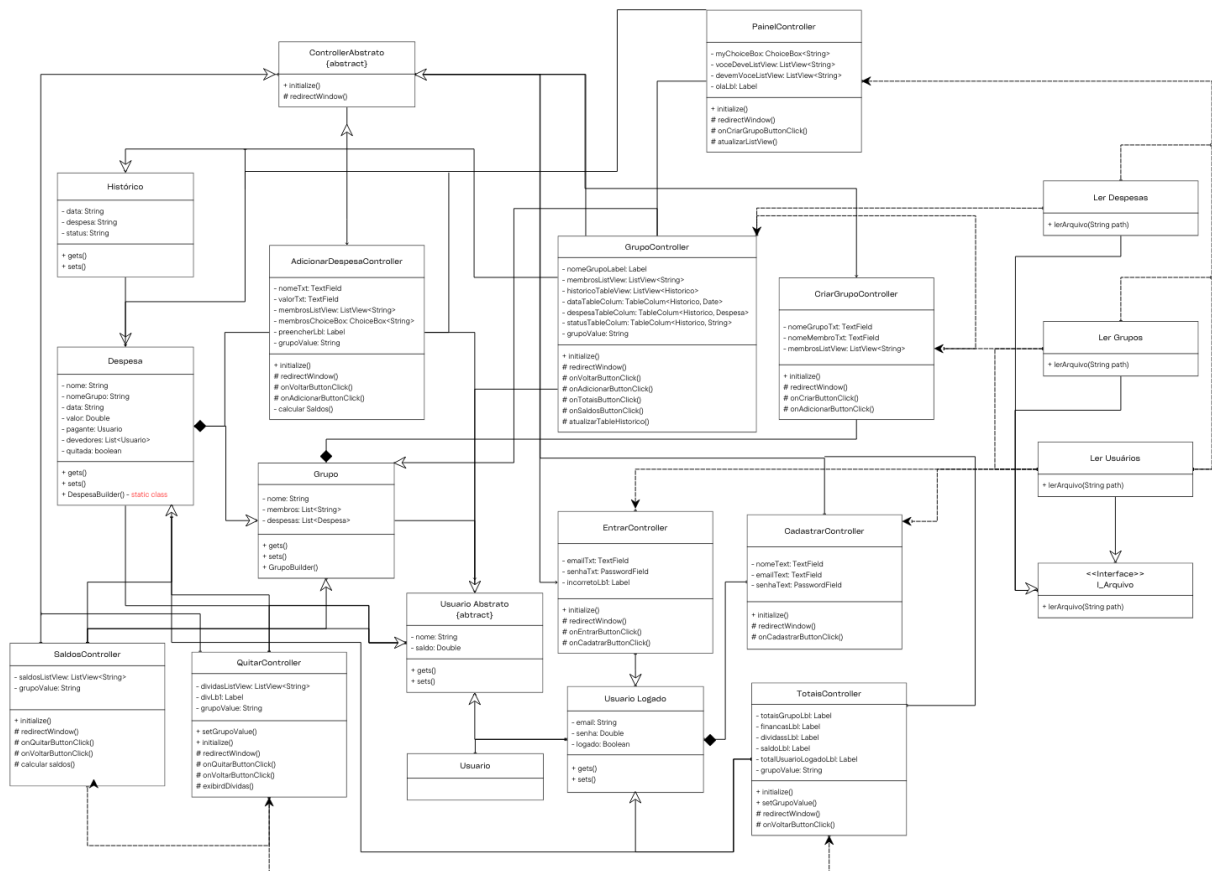 PainelController
- myChoiceBox: ChoiceBox<String>
- voceDeveListView: ListView<String>
- devemVoceListView: ListView<String>
- olaLbl: Label
+ initialize()
# redirectWindow()
# onCriarGrupoButtonClick()
# atualizarListView()
ControllerAbstrato
{abstract}
+ initialize()
# redirectWindow()
Histórico
- data: String
- despesa: String
- status: String
+ gets()
+ sets()
Ler Despesas
+ lerArquivo(String path)
AdicionarDespesaController
- nomeTxt: TextField
- valorTxt: TextField
- membrosListView: ListView<String>
- membrosChoiceBox: ChoiceBox<String>
- preencherLbl: Label
- grupoValue: String
+ initialize()
# redirectWindow()
# onVoltarButtonClick()
# onAdicionarButtonClick()
- calcular Saldos()
GrupoController
- nomeGrupoLabel: Label
- membrosListView: ListView<String>
- historicoTableView: ListView<Historico>
- dataTableColum: TableColum<Historico, Date>
- despesaTableColum: TableColum<Historico, Despesa>
- statusTableColum: TableColum<Historico, String>
- grupoValue: String
+ initialize()
# redirectWindow()
# onVoltarButtonClick()
# onAdicionarButtonClick()
# onTotaisButtonClick()
# onSaldosButtonClick()
# atualizarTableHistorico()
CriarGrupoController
- nomeGrupoTxt: TextField
- nomeMembroTxt: TextField
- membrosListView: ListView<String>
+ initialize()
# redirectWindow()
# onCriarButtonClick()
# onAdicionarButtonClick()
Ler Grupos
+ lerArquivo(String path)
Despesa
- nome: String
- nomeGrupo: String
- data: String
- valor: Double
- pagante: Usuario
- devedores: List<Usuario>
- quitada: boolean
+ gets()
+ sets()
+ DespesaBuilder() - static class
Grupo
- nome: String
- membros: List<String>
- despesas: List<Despesa>
+ gets()
+ sets()
+ GrupoBuilder()
Ler Usuários
+ lerArquivo(String path)
EntrarController
- emailTxt: TextField
- senhaTxt: PasswordField
- incorretoLb1: Label
+ initialize()
# redirectWindow()
# onEntrarButtonClick()
# onCadatrarButtonClick()
CadastrarController
- nomeText: TextField
- emailText: TextField
- senhaText: PasswordField
+ initialize()
# redirectWindow()
# onCadastrarButtonClick()
<<Interface>>
I_Arquivo
+ lerArquivo(String path)
Usuario Abstrato
{abtract}
- nome: String
- saldo: Double
+ gets()
+ sets()
SaldosController
- saldosListView: ListView<String>
- grupoValue: String
+ initialize()
# redirectWindow()
# onQuitarButtonClick()
# onVoltarButtonClick()
# calcular saldos()
QuitarController
- dividasListView: ListView<String>
- divLb1: Label
- grupoValue: String
+ setGrupoValue()
+ initialize()
# redirectWindow()
# onQuitarButtonClick()
# onVoltarButtonClick()
# exibirdDividas()
Usuario
Usuario Logado
- email: String
- senha: Double
- logado: Boolean
+ gets()
+ sets()
TotaisController
- totaisGrupoLbl: Label
- financasLbl: Label
- dividassLbl: Label
- saldoLbl: Label
- totalUsuarioLogadoLbl: Label
- grupoValue: String
+ initialize()
+ setGrupoValue()
# redirectWindow()
# onVoltarButtonClick()